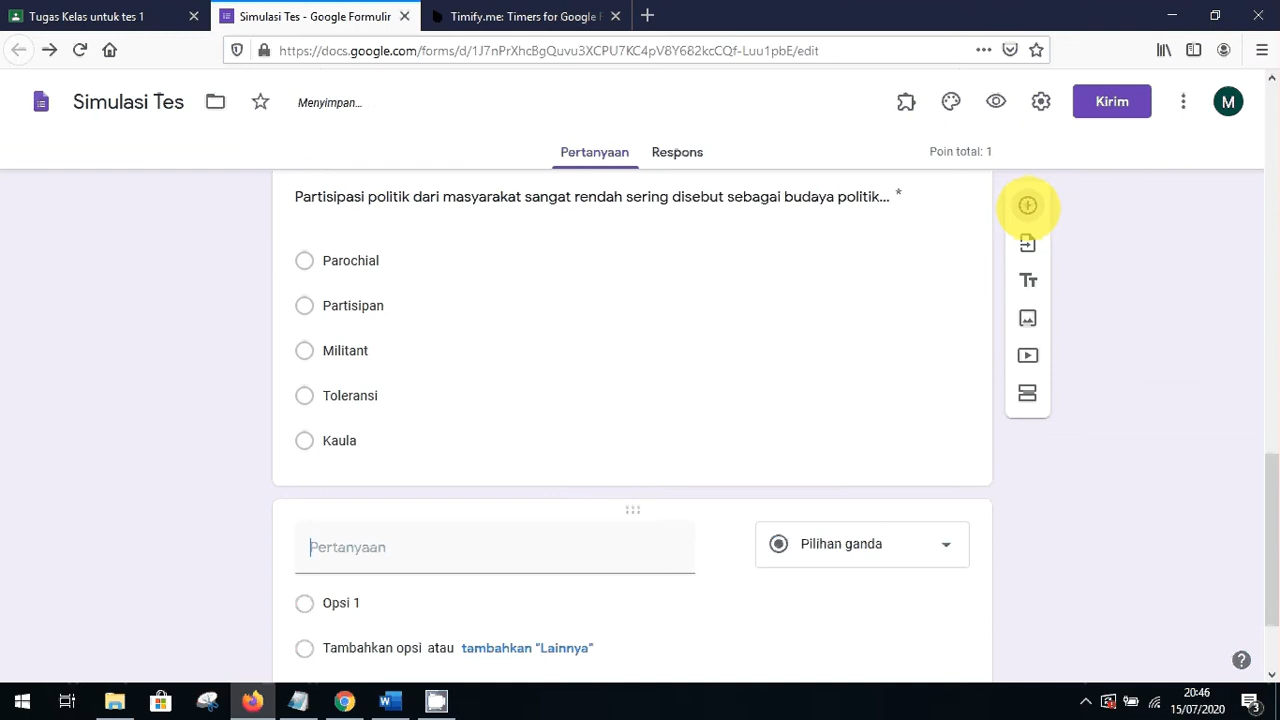 Tugas Kelas untuk tes 1
Simulasi Tes - Google Formulir
Timify.me: Timers for Google F
https://docs.google.com/forms/d/1J7nPrXhcBgQuvu3XCPU7KC4pV8Y682kcCQf-Luu1pbE/edit
Simulasi Tes
Menyimpan...
Kirim
M
Pertanyaan
Respons
Poin total: 1
Partisipasi politik dari masyarakat sangat rendah sering disebut sebagai budaya politik... *
Parochial
Partisipan
Militant
Toleransi
Kaula
Pertanyaan
Pilihan ganda
Opsi 1
Tambahkan opsi atau tambahkan "Lainnya"
20:46
15/07/2020
3